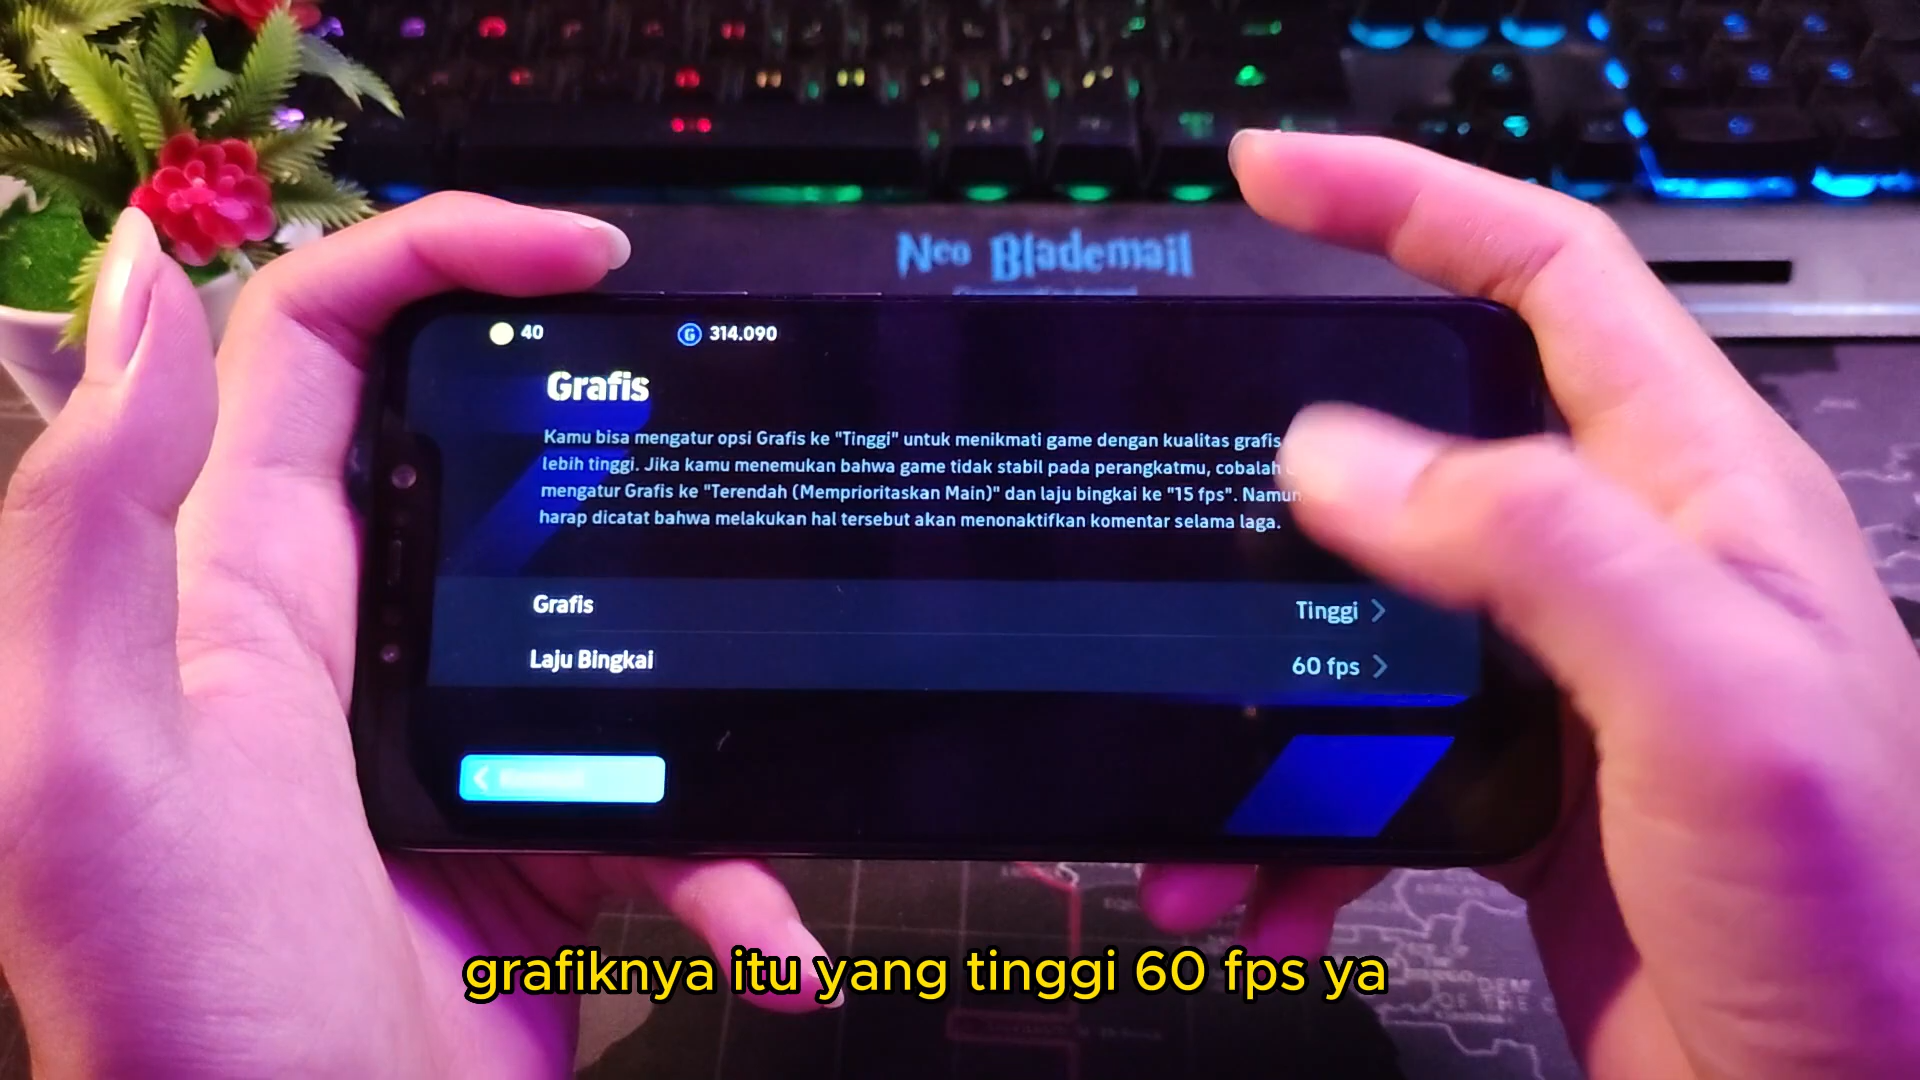 Neo Blademail
40
314.090
Grafis
Kamu bisa mengatur opsi Grafis ke "Tinggi" untuk menikmati game dengan kualitas grafis
lebih tinggi. Jika kamu menemukan bahwa game tidak stabil pada perangkatmu, cobalah
mengatur Grafis ke "Terendah (Memprioritaskan Main)" dan laju bingkai ke "15 fps". Namun
harap dicatat bahwa melakukan hal tersebut akan menonaktifkan komentar selama laga.
Grafis Tinggi
Laju Bingkai 60 fps
grafiknya itu yang tinggi 60 fps ya